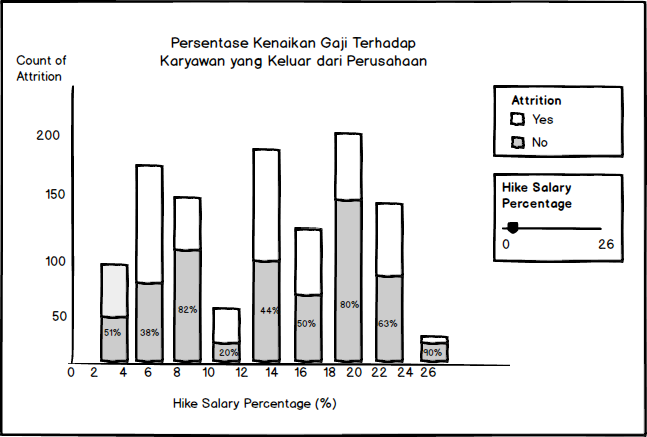 Persentase Kenaikan Gaji Terhadap
Karyawan yang Keluar dari Perusahaan
Count of
Attrition
200
150
100
50
51%
38%
82%
20%
44%
50%
80%
63%
90%
0 2 4 6 8 10 12 14 16 18 20 22 24 26
Hike Salary Percentage (%)
Attrition
Yes
No
Hike Salary
Percentage
0 26